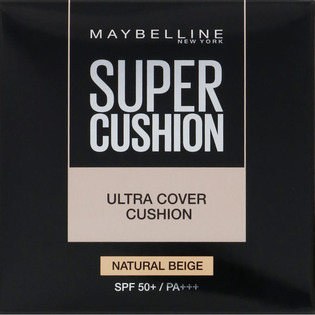 MAYBELLINE
NEW YORK
SUPER
CUSHION
ULTRA COVER
CUSHION
NATURAL BEIGE
SPF 50+ / PA+++